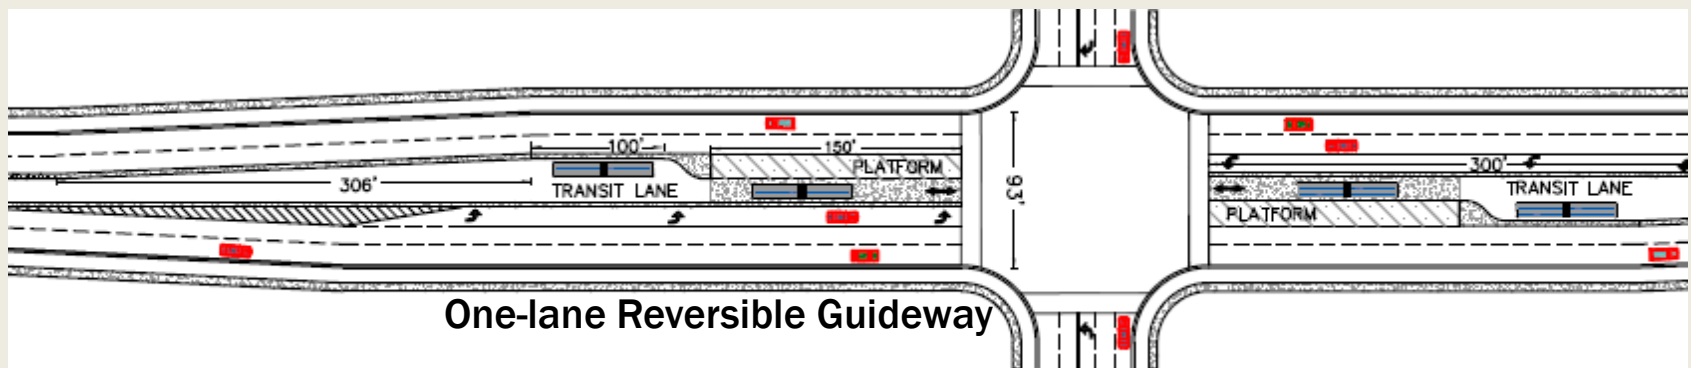 100'
150'
PLATFORM
306'
TRANSIT LANE
93'
300'
TRANSIT LANE
PLATFORM
One-lane Reversible Guideway